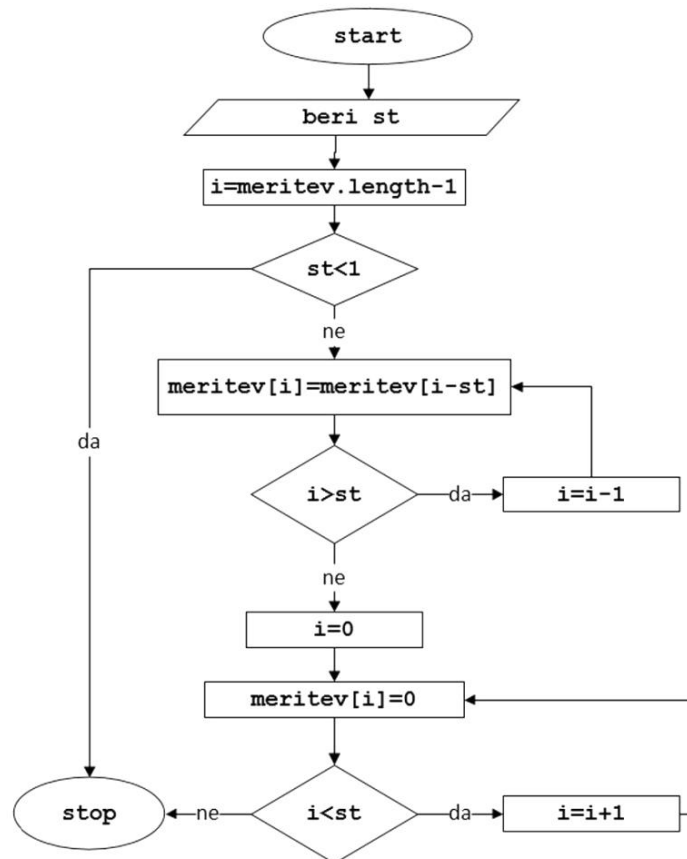 start
beri st
i=meritev.length-1
st<1
ne
meritev[i]=meritev[i-st]
da
i>st
da
i=i-1
ne
i=0
meritev[i]=0
stop
ne
i<st
da
i=i+1